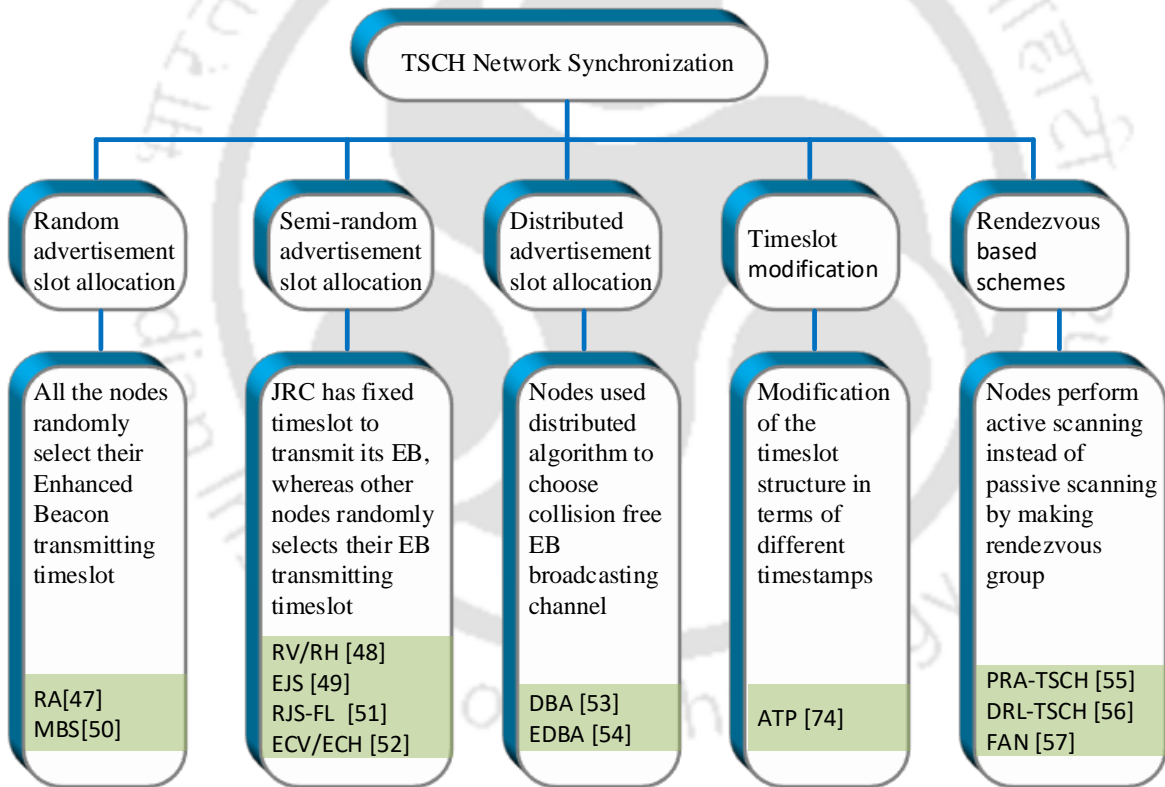 TSCH Network Synchronization
Random
advertisement
slot allocation
Semi-random
advertisement
slot allocation
Distributed
advertisement
slot allocation
Timeslot
modification
Rendezvous
based
schemes
All the nodes
randomly
select their
Enhanced
Beacon
transmitting
timeslot
RA[47]
MBS[50]
JRC has fixed
timeslot to
transmit its EB,
whereas other
nodes randomly
selects their EB
transmitting
timeslot
RV/RH [48]
EJS [49]
RJS-FL [51]
ECV/ECH [52]
Nodes used
distributed
algorithm to
choose
collision free
EB
broadcasting
channel
DBA [53]
EDBA [54]
Modification
of the
timeslot
structure in
terms of
different
timestamps
ATP [74]
Nodes perform
active scanning
instead of
passive scanning
by making
rendezvous
group
PRA-TSCH [55]
DRL-TSCH [56]
FAN [57]